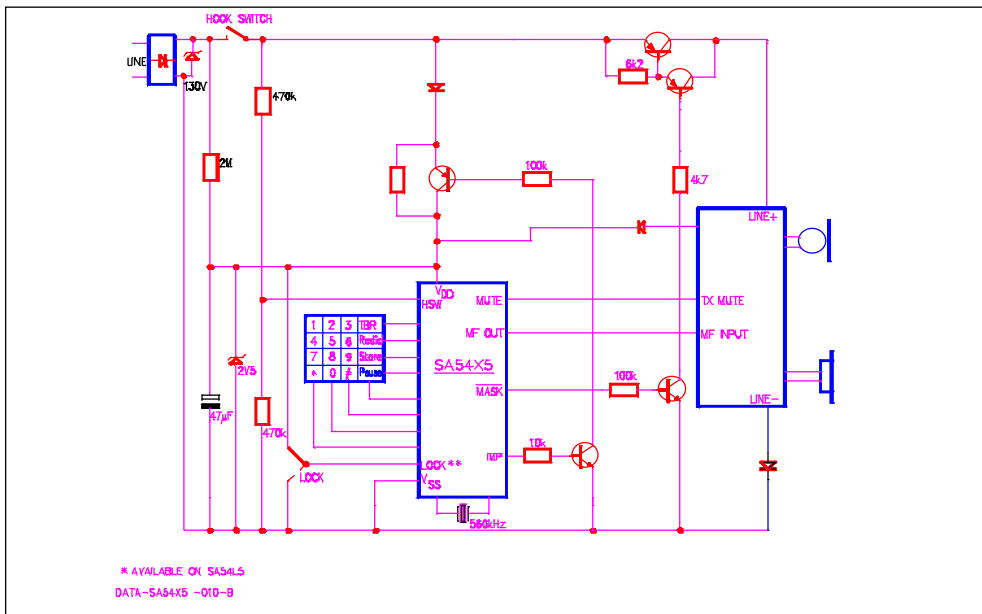 HOOK SWITCH
LINE
130V
6k2
470k
2M
100k
4k7
LINE+
VDD
HSW
MUTE
TX MUTE
1 2 3 TBR
4 5 6 Redial
7 8 9 Store
* 0 # Pause
MF OUT
MF INPUT
SA54X5
2V5
MASK
100k
47µF
470k
LINE-
10k
LOCK**
IMP
LOCK
VSS
560kHz
* AVAILABLE ON SA54L5
DATA-SA54X5 -010-B